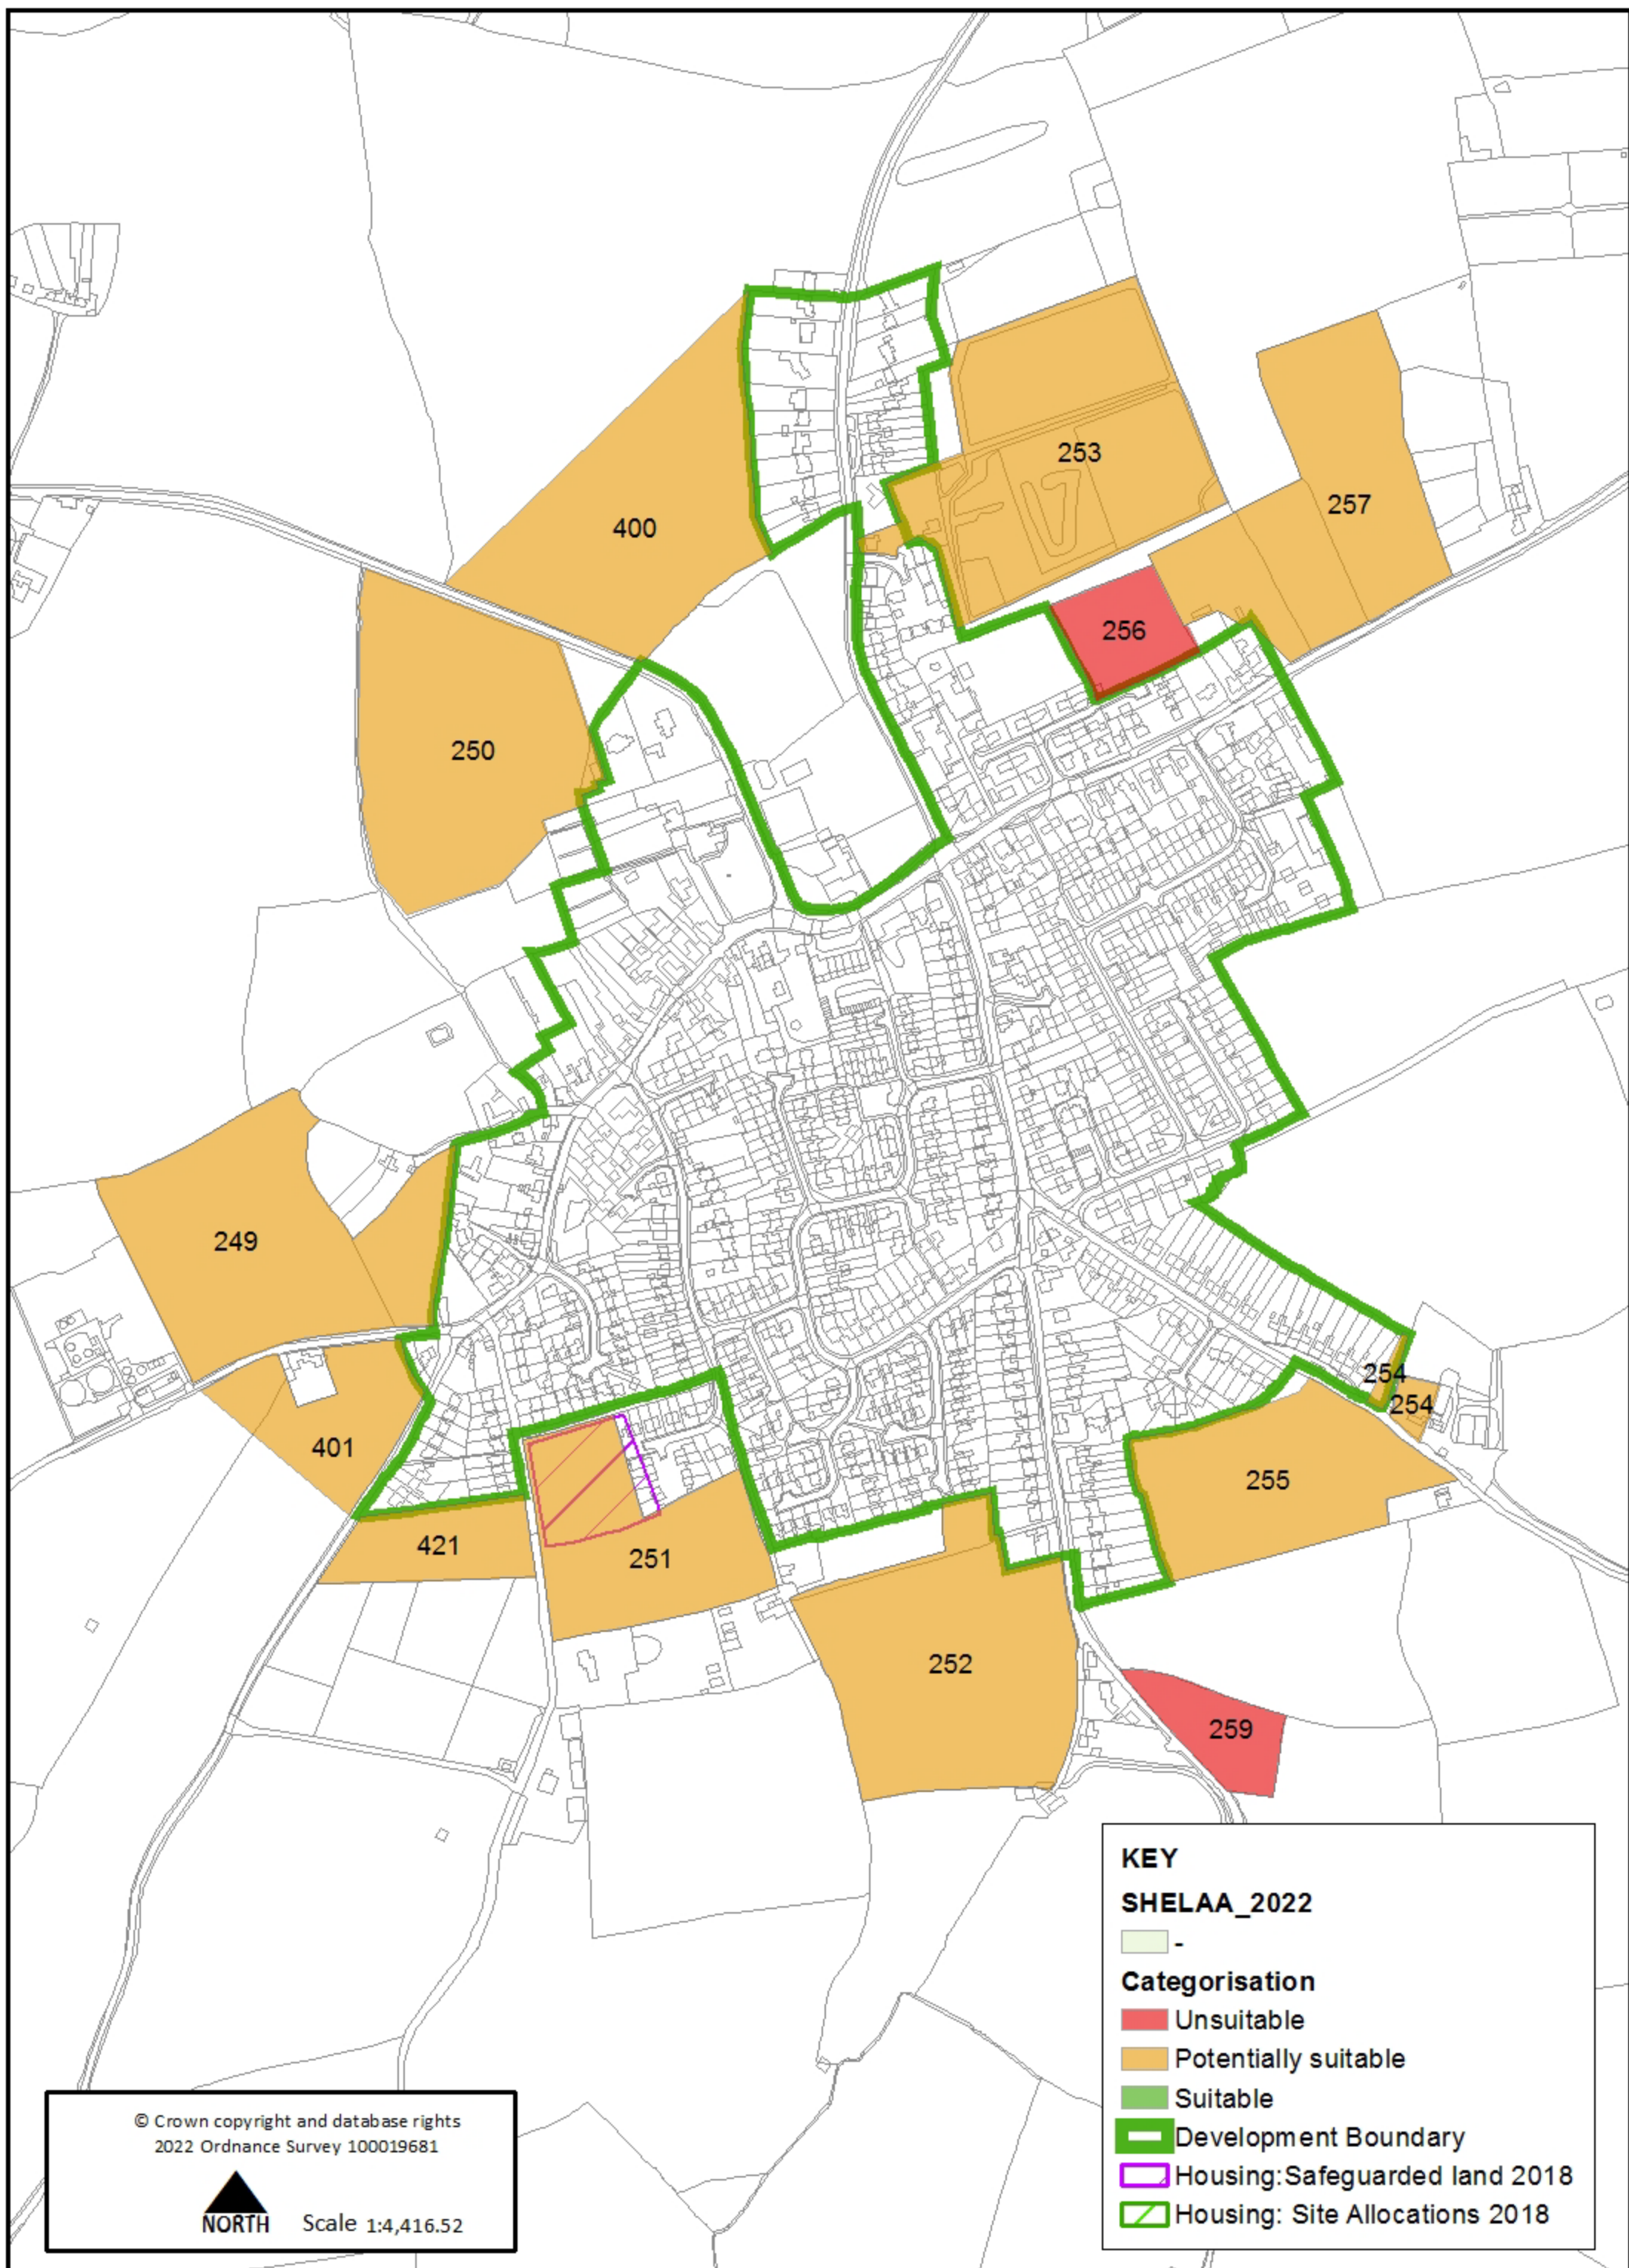 253
257
400
256
250
249
254
254
401
255
421
251
252
259
KEY
SHELAA_2022
-
Categorisation
Unsuitable
Potentially suitable
Suitable
Development Boundary
Housing:Safeguarded land 2018
Housing: Site Allocations 2018
© Crown copyright and database rights
2022 Ordnance Survey 100019681
NORTH Scale 1:4,416.52